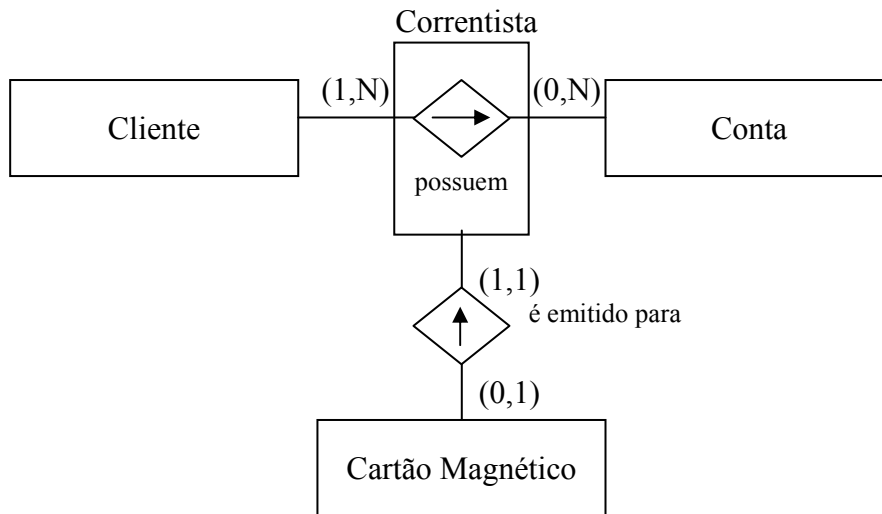 Correntista
(1,N)
(0,N)
Cliente
Conta
possuem
(1,1)
é emitido para
(0,1)
Cartão Magnético